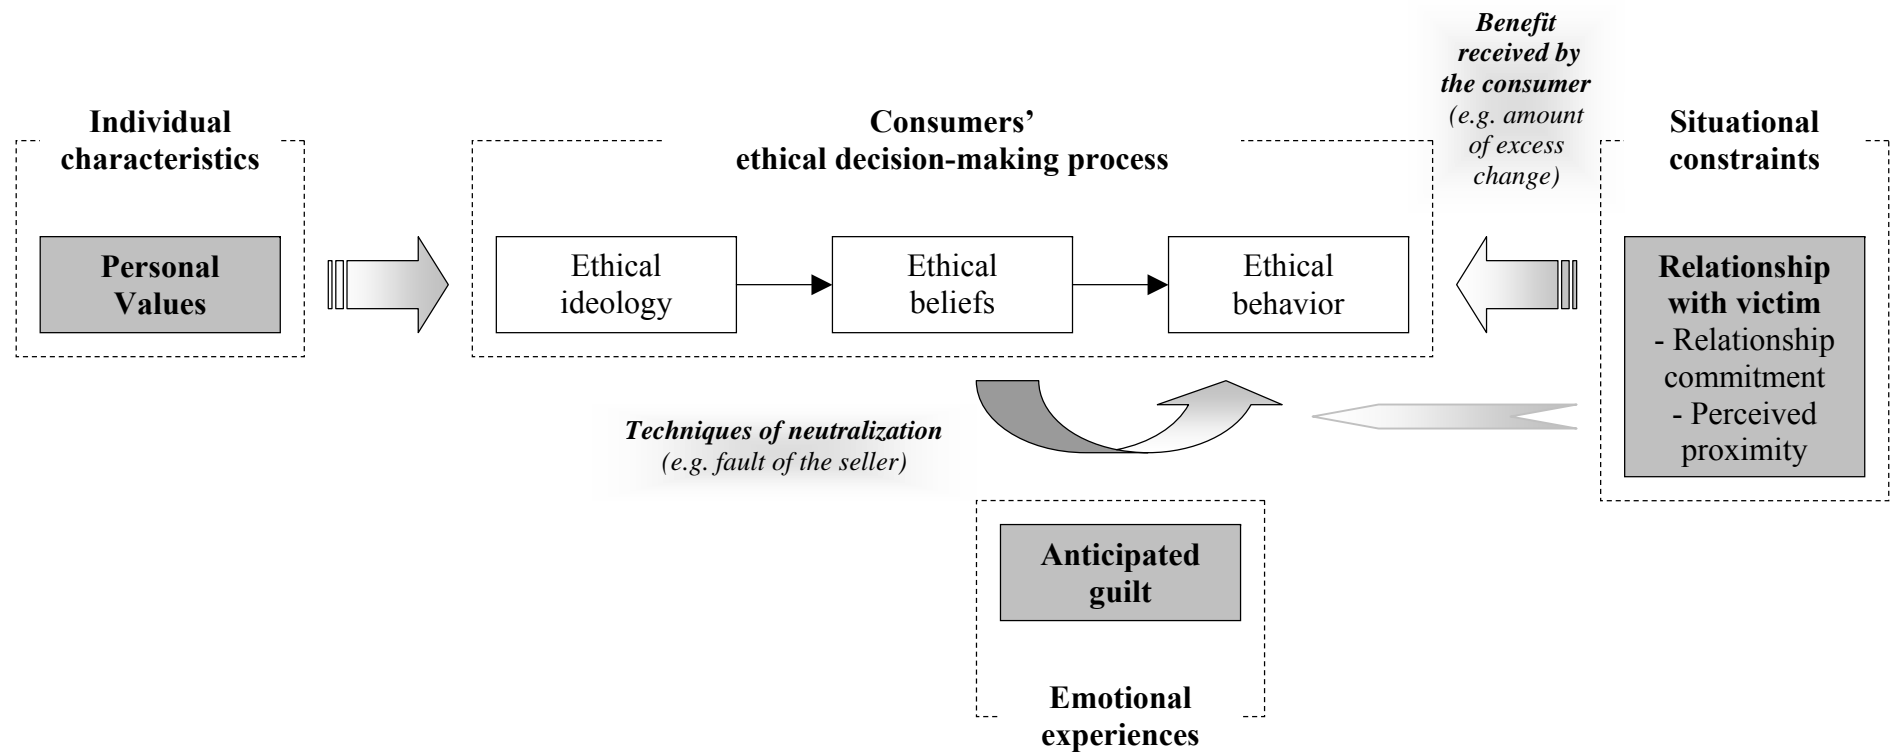 Benefit
received by
the consumer
(e.g. amount
of excess
change)
Individual
characteristics
Consumers’
ethical decision-making process
Situational
constraints
Personal
Values
Ethical
ideology
Ethical
beliefs
Ethical
behavior
Relationship
with victim
- Relationship
commitment
- Perceived
proximity
Techniques of neutralization
(e.g. fault of the seller)
Anticipated
guilt
Emotional
experiences